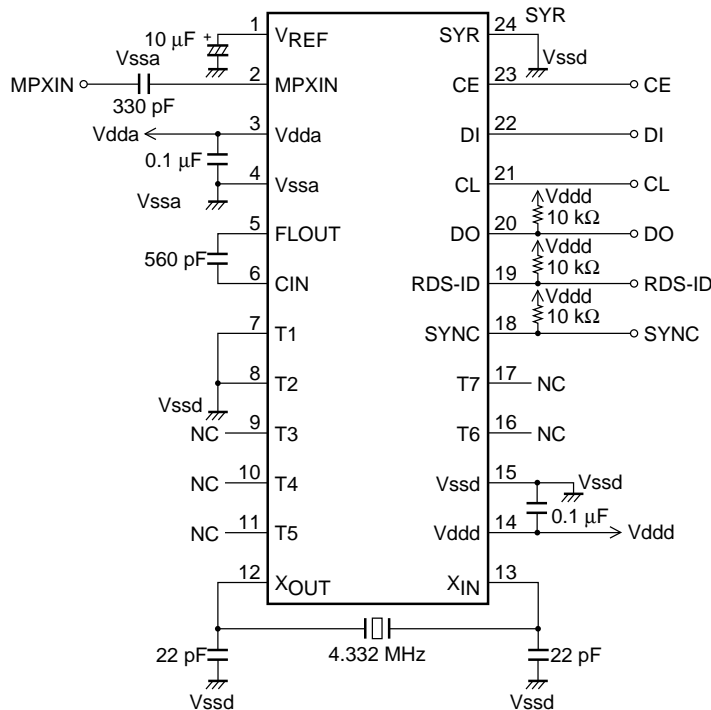 1 VREF SYR 24 SYR
10 µF +
Vssa Vssd
MPXIN 2 MPXIN CE 23 CE
330 pF
Vdda 3 Vdda DI 22 DI
0.1 µF
4 Vssa CL 21 CL
Vssa Vddd
10 kΩ
5 FLOUT DO 20 DO
560 pF Vddd
10 kΩ
6 CIN RDS-ID 19 RDS-ID
Vddd
10 kΩ
7 T1 SYNC 18 SYNC
8 T2 T7 17 NC
Vssd
NC 9 T3 T6 16 NC
NC 10 T4 Vssd 15 Vssd
0.1 µF
NC 11 T5 Vddd 14 Vddd
12 XOUT XIN 13
22 pF 4.332 MHz 22 pF
Vssd Vssd